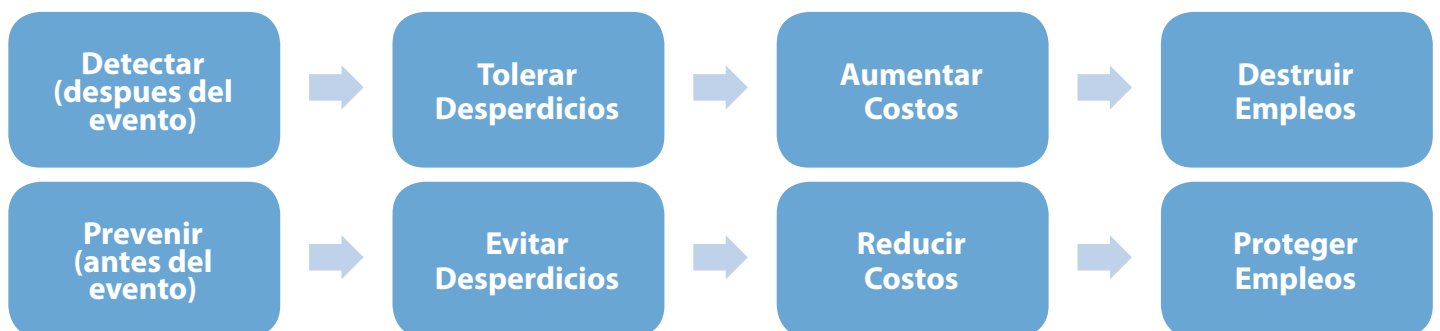 Detectar
(despues del
evento)
Tolerar
Desperdicios
Aumentar
Costos
Destruir
Empleos
Prevenir
(antes del
evento)
Evitar
Desperdicios
Reducir
Costos
Proteger
Empleos